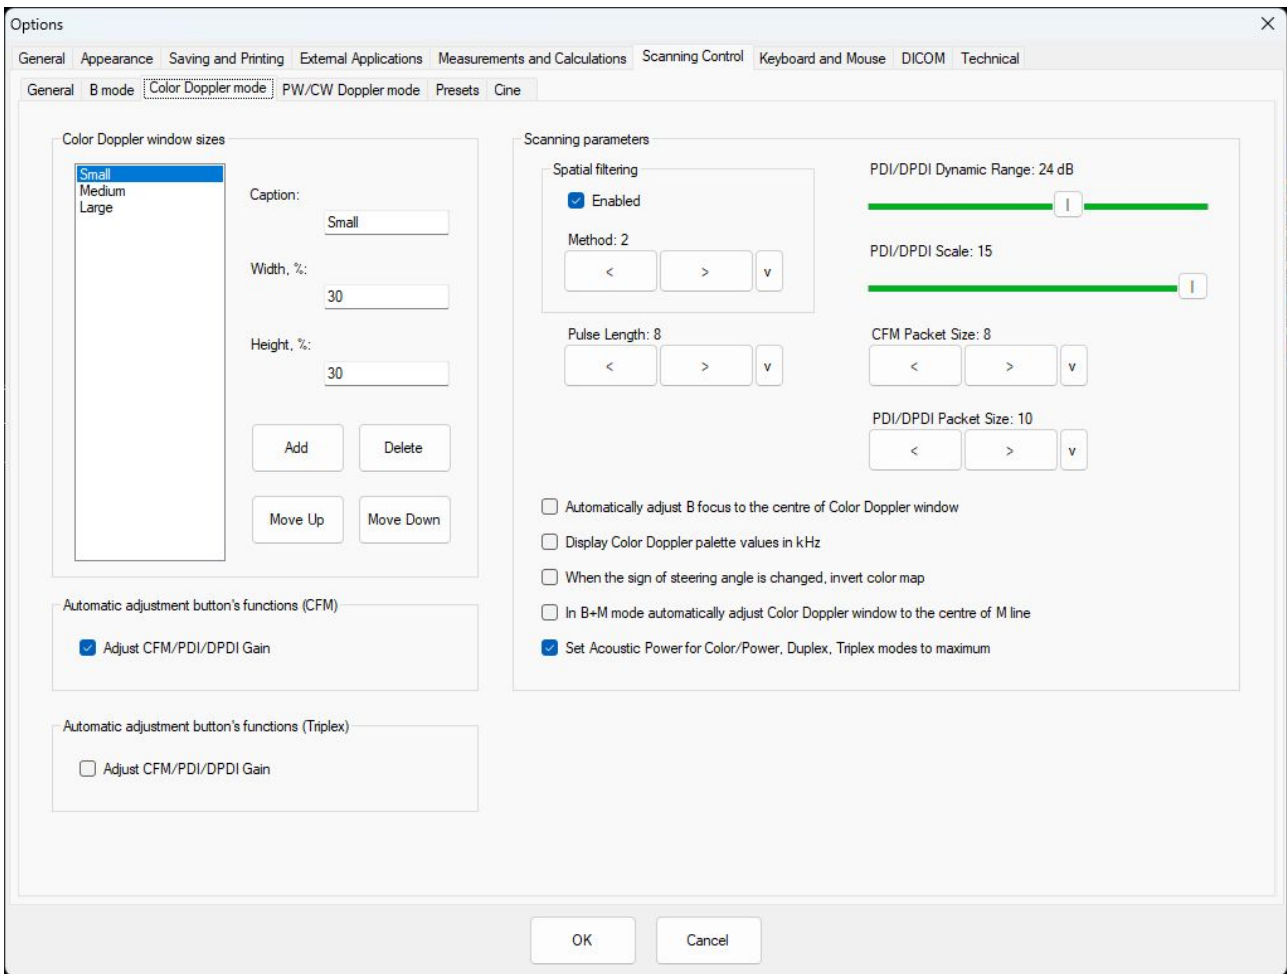 Options
General Appearance Saving and Printing External Applications Measurements and Calculations Scanning Control Keyboard and Mouse DICOM Technical
General B mode Color Doppler mode PW/CW Doppler mode Presets Cine
Color Doppler window sizes
Small
Medium
Large
Caption:
Small
Width, %:
30
Height, %:
30
Add Delete
Move Up Move Down
Automatic adjustment button's functions (CFM)
Adjust CFM/PDI/DPDI Gain
Automatic adjustment button's functions (Triplex)
Adjust CFM/PDI/DPDI Gain
Scanning parameters
Spatial filtering
Enabled
Method: 2
< > v
Pulse Length: 8
< > v
PDI/DPDI Dynamic Range: 24 dB
PDI/DPDI Scale: 15
CFM Packet Size: 8
< > v
PDI/DPDI Packet Size: 10
< > v
Automatically adjust B focus to the centre of Color Doppler window
Display Color Doppler palette values in kHz
When the sign of steering angle is changed, invert color map
In B+M mode automatically adjust Color Doppler window to the centre of M line
Set Acoustic Power for Color/Power, Duplex, Triplex modes to maximum
OK Cancel